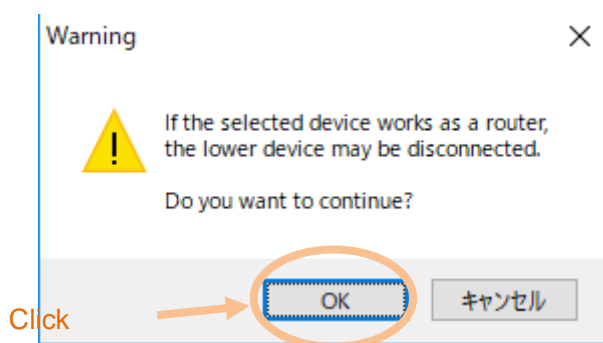 Warning
If the selected device works as a router,
the lower device may be disconnected.
Do you want to continue?
OK
キャンセル
Click